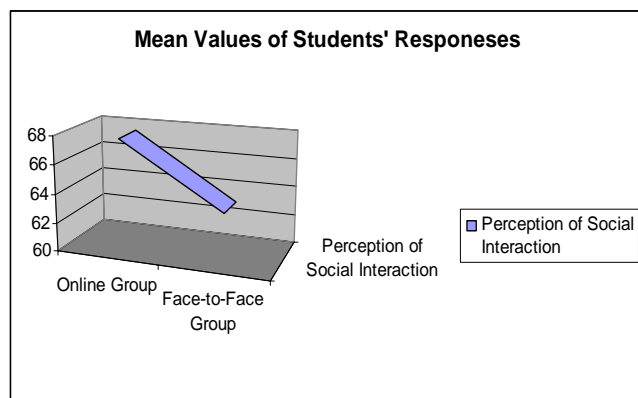 Mean Values of Students' Responeses
68
66
64
62
60
Online Group
Face-to-Face
Group
Perception of
Social Interaction
Perception of Social
Interaction